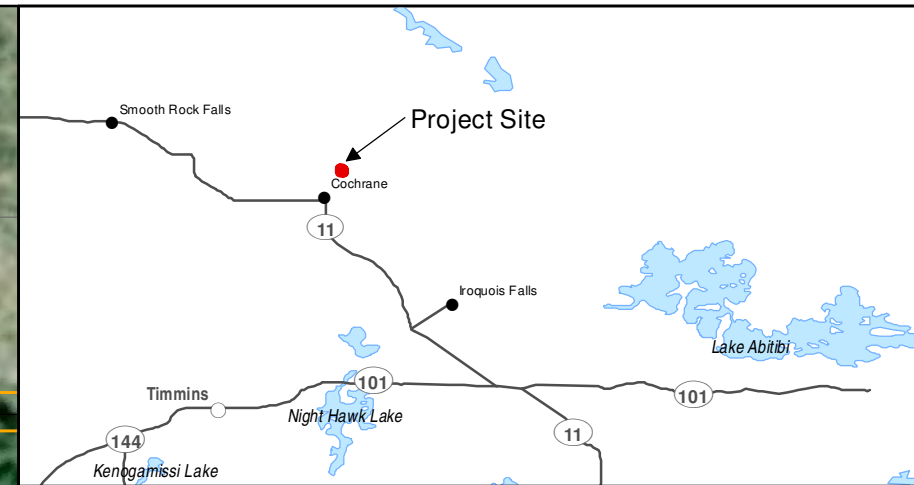 Smooth Rock Falls
Project Site
Cochrane
11
Iroquois Falls
Lake Abitibi
101
Timmins
101
Night Hawk Lake
11
144
Kenogamissi Lake